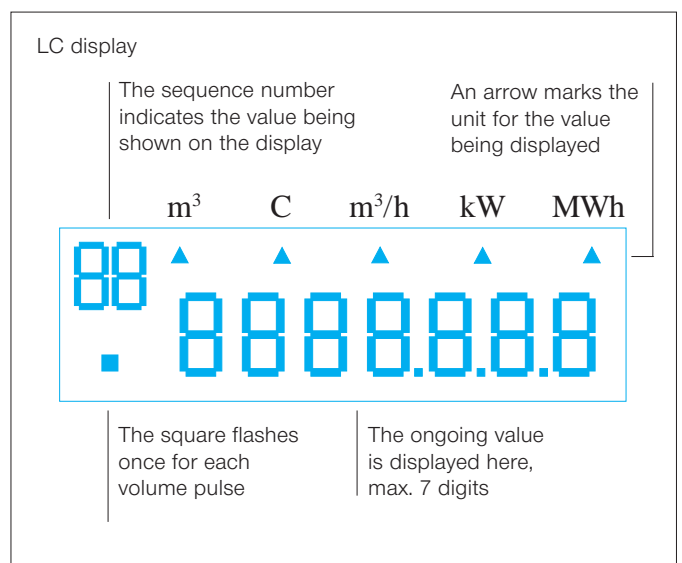 LC display
The sequence number
indicates the value being
shown on the display
An arrow marks the
unit for the value
being displayed
m³ C m³/h kW MWh
88
8888.8.8.8
The square flashes
once for each
volume pulse
The ongoing value
is displayed here,
max. 7 digits